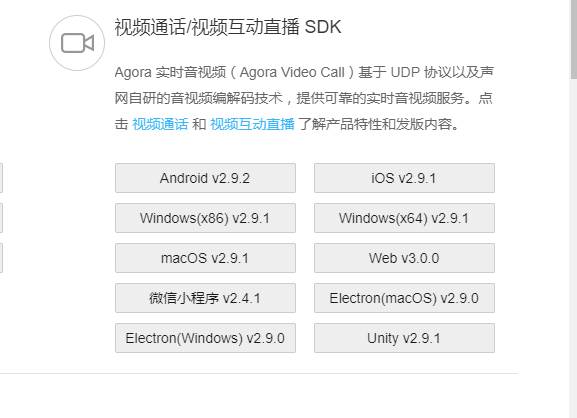 视频通话/视频互动直播 SDK
Agora 实时音视频（Agora Video Call）基于 UDP 协议以及声
网自研的音视频编解码技术，提供可靠的实时音视频服务。点
击 视频通话 和 视频互动直播 了解产品特性和发版内容。
Android v2.9.2
iOS v2.9.1
Windows(x86) v2.9.1
Windows(x64) v2.9.1
macOS v2.9.1
Web v3.0.0
微信小程序 v2.4.1
Electron(macOS) v2.9.0
Electron(Windows) v2.9.0
Unity v2.9.1